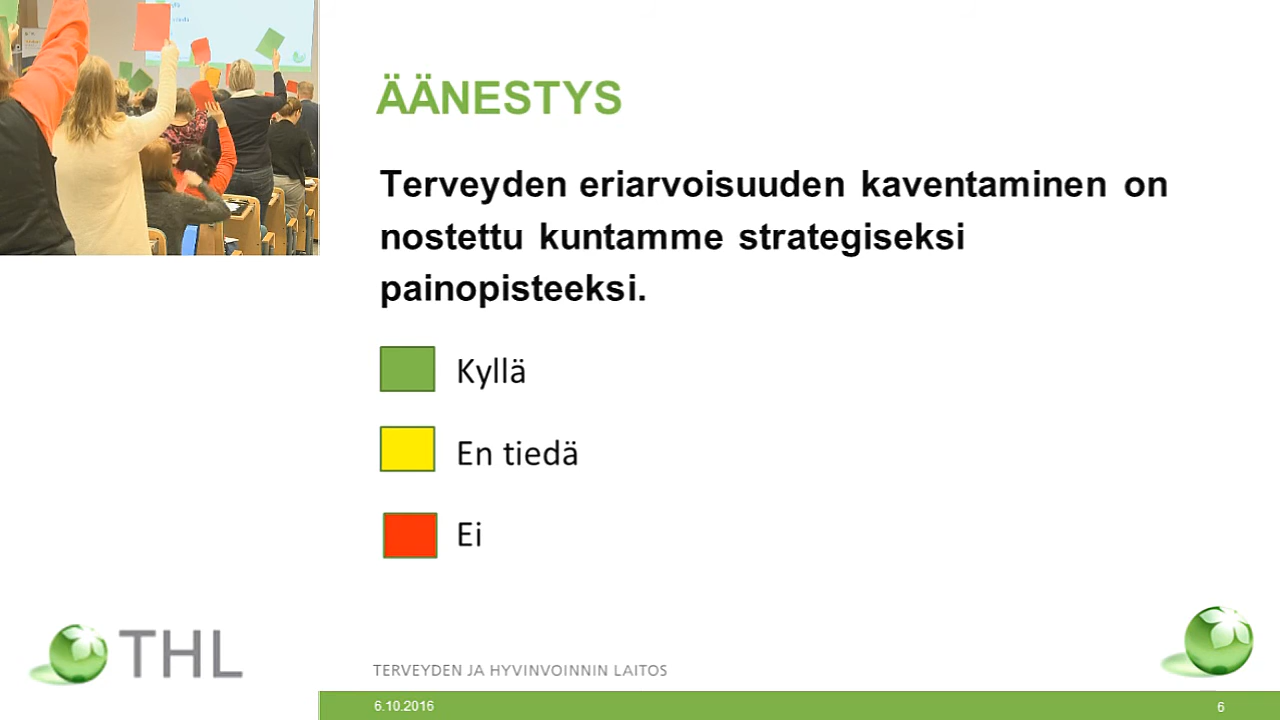 ÄÄNESTYS
Terveyden eriarvoisuuden kaventaminen on
nostettu kuntamme strategiseksi
painopisteeksi.
Kyllä
En tiedä
Ei
THL
TERVEYDEN JA HYVINVOINNIN LAITOS
6.10.2016
6